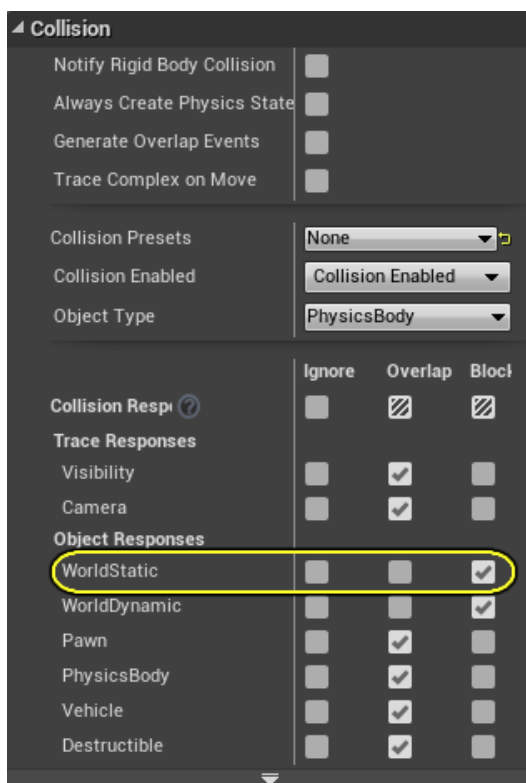 Collision
Notify Rigid Body Collision
Always Create Physics State
Generate Overlap Events
Trace Complex on Move
Collision Presets None
Collision Enabled Collision Enabled
Object Type PhysicsBody
Ignore Overlap Block
Collision Resp ?
Trace Responses
Visibility
Camera
Object Responses
WorldStatic
WorldDynamic
Pawn
PhysicsBody
Vehicle
Destructible